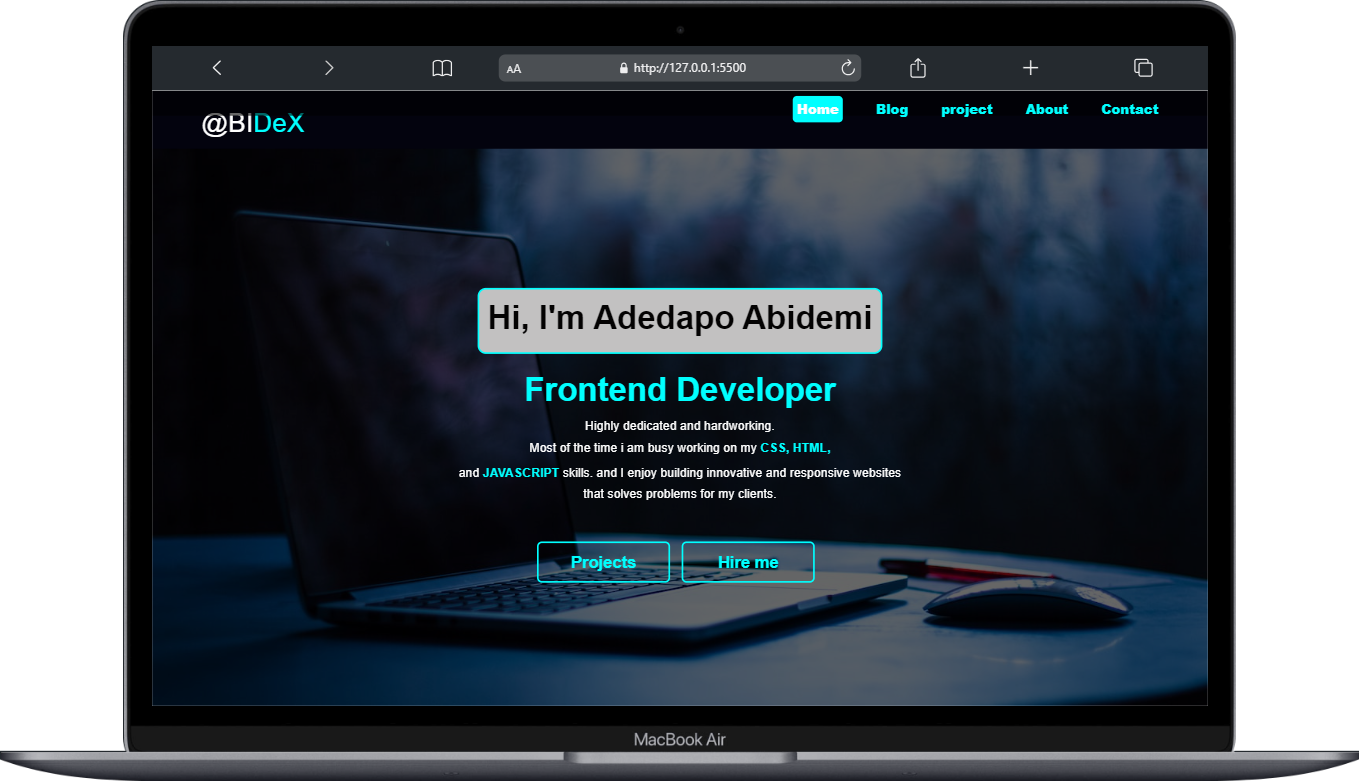 AA
http://127.0.0.1:5500
@BIDeX
Home Blog project About Contact
Hi, I'm Adedapo Abidemi
Frontend Developer
Highly dedicated and hardworking.
Most of the time i am busy working on my CSS, HTML,
and JAVASCRIPT skills. and I enjoy building innovative and responsive websites
that solves problems for my clients.
Projects Hire me
MacBook Air